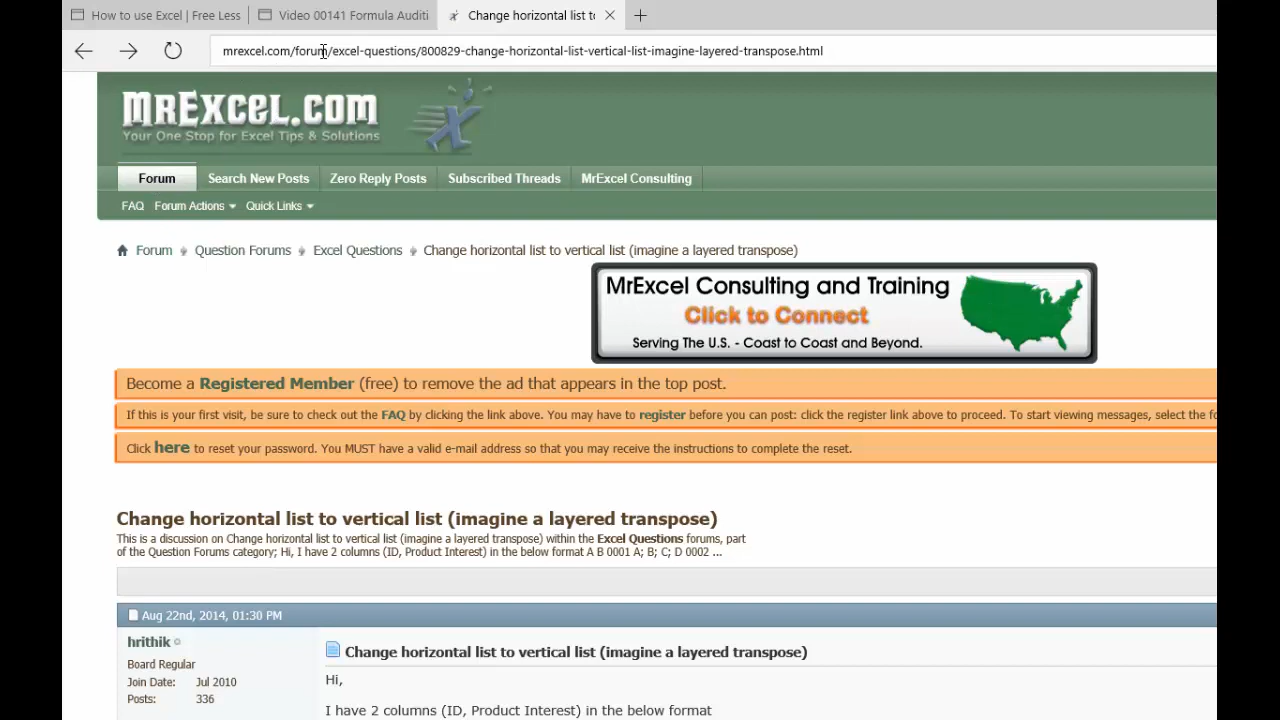 How to use Excel | Free Less
Video 00141 Formula Auditi
Change horizontal list to
mrexcel.com/forum/excel-questions/800829-change-horizontal-list-vertical-list-imagine-layered-transpose.html
MrExcel.com
Your One Stop for Excel Tips & Solutions
Forum Search New Posts Zero Reply Posts Subscribed Threads MrExcel Consulting
FAQ Forum Actions Quick Links
Forum Question Forums Excel Questions Change horizontal list to vertical list (imagine a layered transpose)
MrExcel Consulting and Training
Click to Connect
Serving The U.S. - Coast to Coast and Beyond.
Become a Registered Member (free) to remove the ad that appears in the top post.
If this is your first visit, be sure to check out the FAQ by clicking the link above. You may have to register before you can post: click the register link above to proceed. To start viewing messages, select the fo
Click here to reset your password. You MUST have a valid e-mail address so that you may receive the instructions to complete the reset.
Change horizontal list to vertical list (imagine a layered transpose)
This is a discussion on Change horizontal list to vertical list (imagine a layered transpose) within the Excel Questions forums, part
of the Question Forums category; Hi, I have 2 columns (ID, Product Interest) in the below format A B 0001 A; B; C; D 0002 ...
Aug 22nd, 2014, 01:30 PM
hrithik
Board Regular
Join Date: Jul 2010
Posts: 336
Change horizontal list to vertical list (imagine a layered transpose)
Hi,
I have 2 columns (ID, Product Interest) in the below format